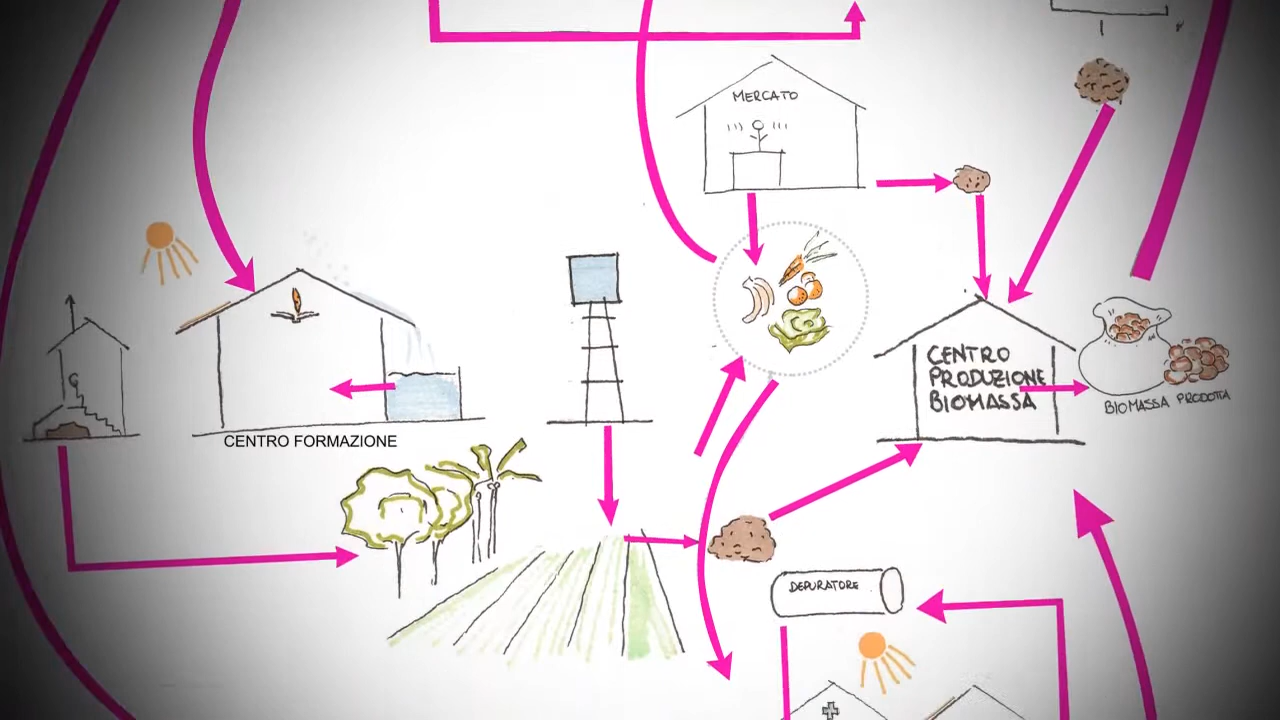 MERCATO
CENTRO
PRODUZIONE
BIOMASSA
BIOMASSA PRODOTTA
CENTRO FORMAZIONE
DEPURATORE